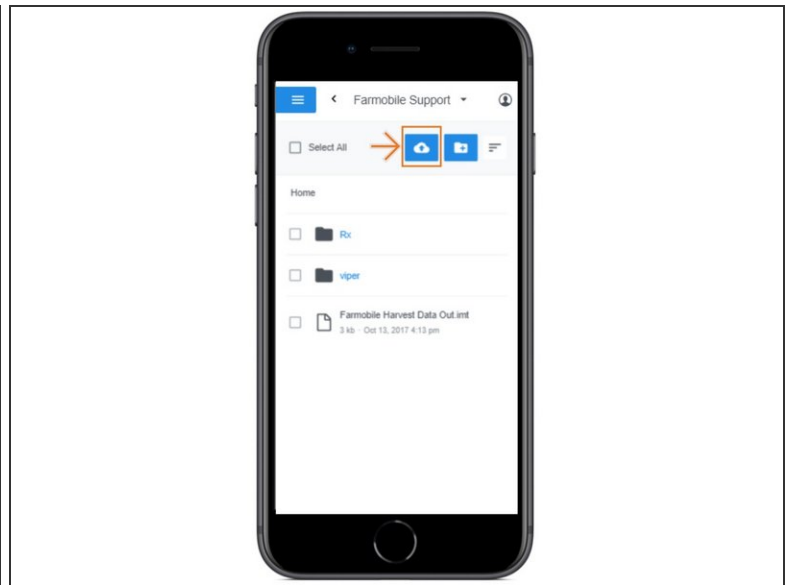 Farmobile Support
Select All
Home
Rx
viper
Farmobile Harvest Data Out.imt
3 kb · Oct 13, 2017 4:13 pm